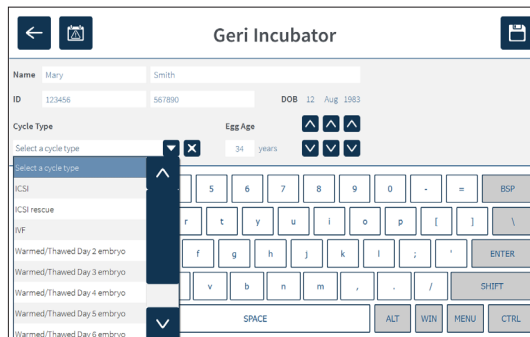 Geri Incubator
Name Mary Smith
ID 123456 567890 DOB 12 Aug 1983
Cycle Type Egg Age
Select a cycle type 34 years
Select a cycle type
ICSI 5 6 7 8 9 0 - = BSP
ICSI rescue
IVF r t y u i o p [ ] \
Warmed/Thawed Day 2 embryo f g h j k l ; ' ENTER
Warmed/Thawed Day 3 embryo
Warmed/Thawed Day 4 embryo v b n m , . / SHIFT
Warmed/Thawed Day 5 embryo SPACE ALT WIN MENU CTRL
Warmed/Thawed Day 6 embryo